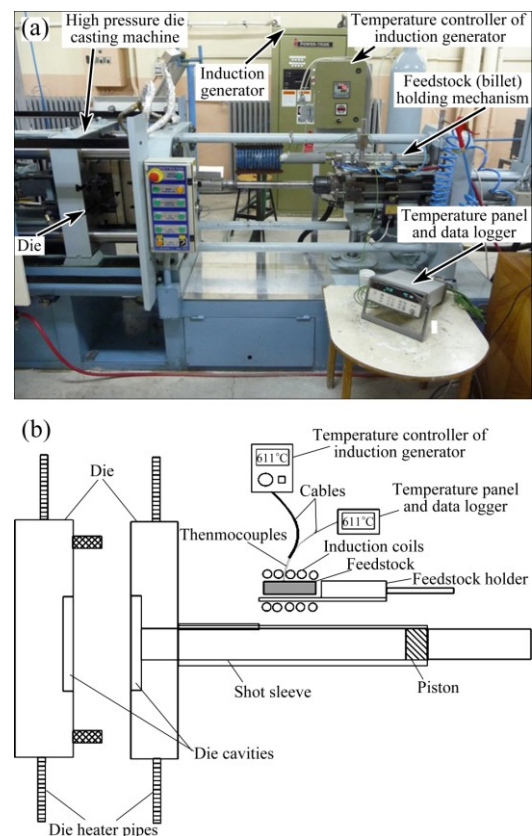 (a)
High pressure die
casting machine
Induction
generator
Temperature controller of
induction generator
Feedstock (billet)
holding mechanism
Die
Temperature panel
and data logger
(b)
Die
611°C
Temperature controller of
induction generator
Cables
Temperature panel
and data logger
611°C
Thenmocouples
Induction coils
Feedstock
Feedstock holder
Shot sleeve
Piston
Die cavities
Die heater pipes